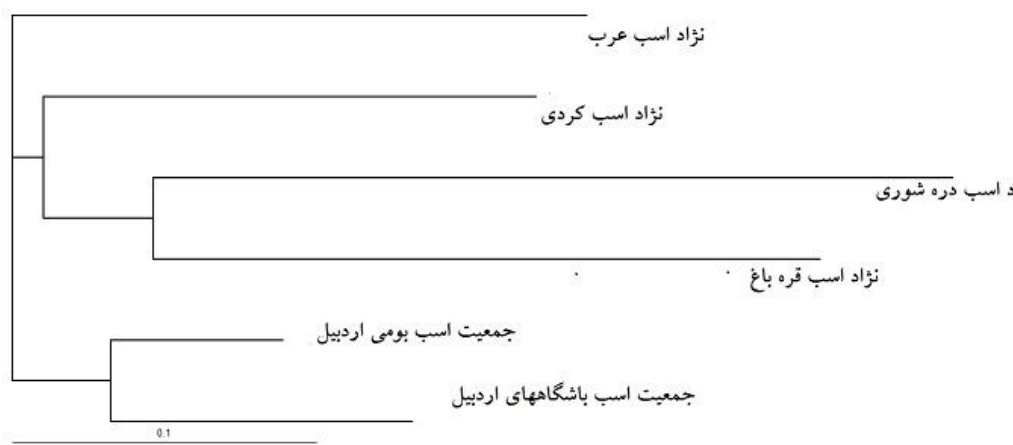 نژاد اسب عرب
نژاد اسب کردی
د اسب دره شوری
نژاد اسب قره باغ
جمعیت اسب بومی اردبیل
جمعیت اسب باشگاههای اردبیل
0.1